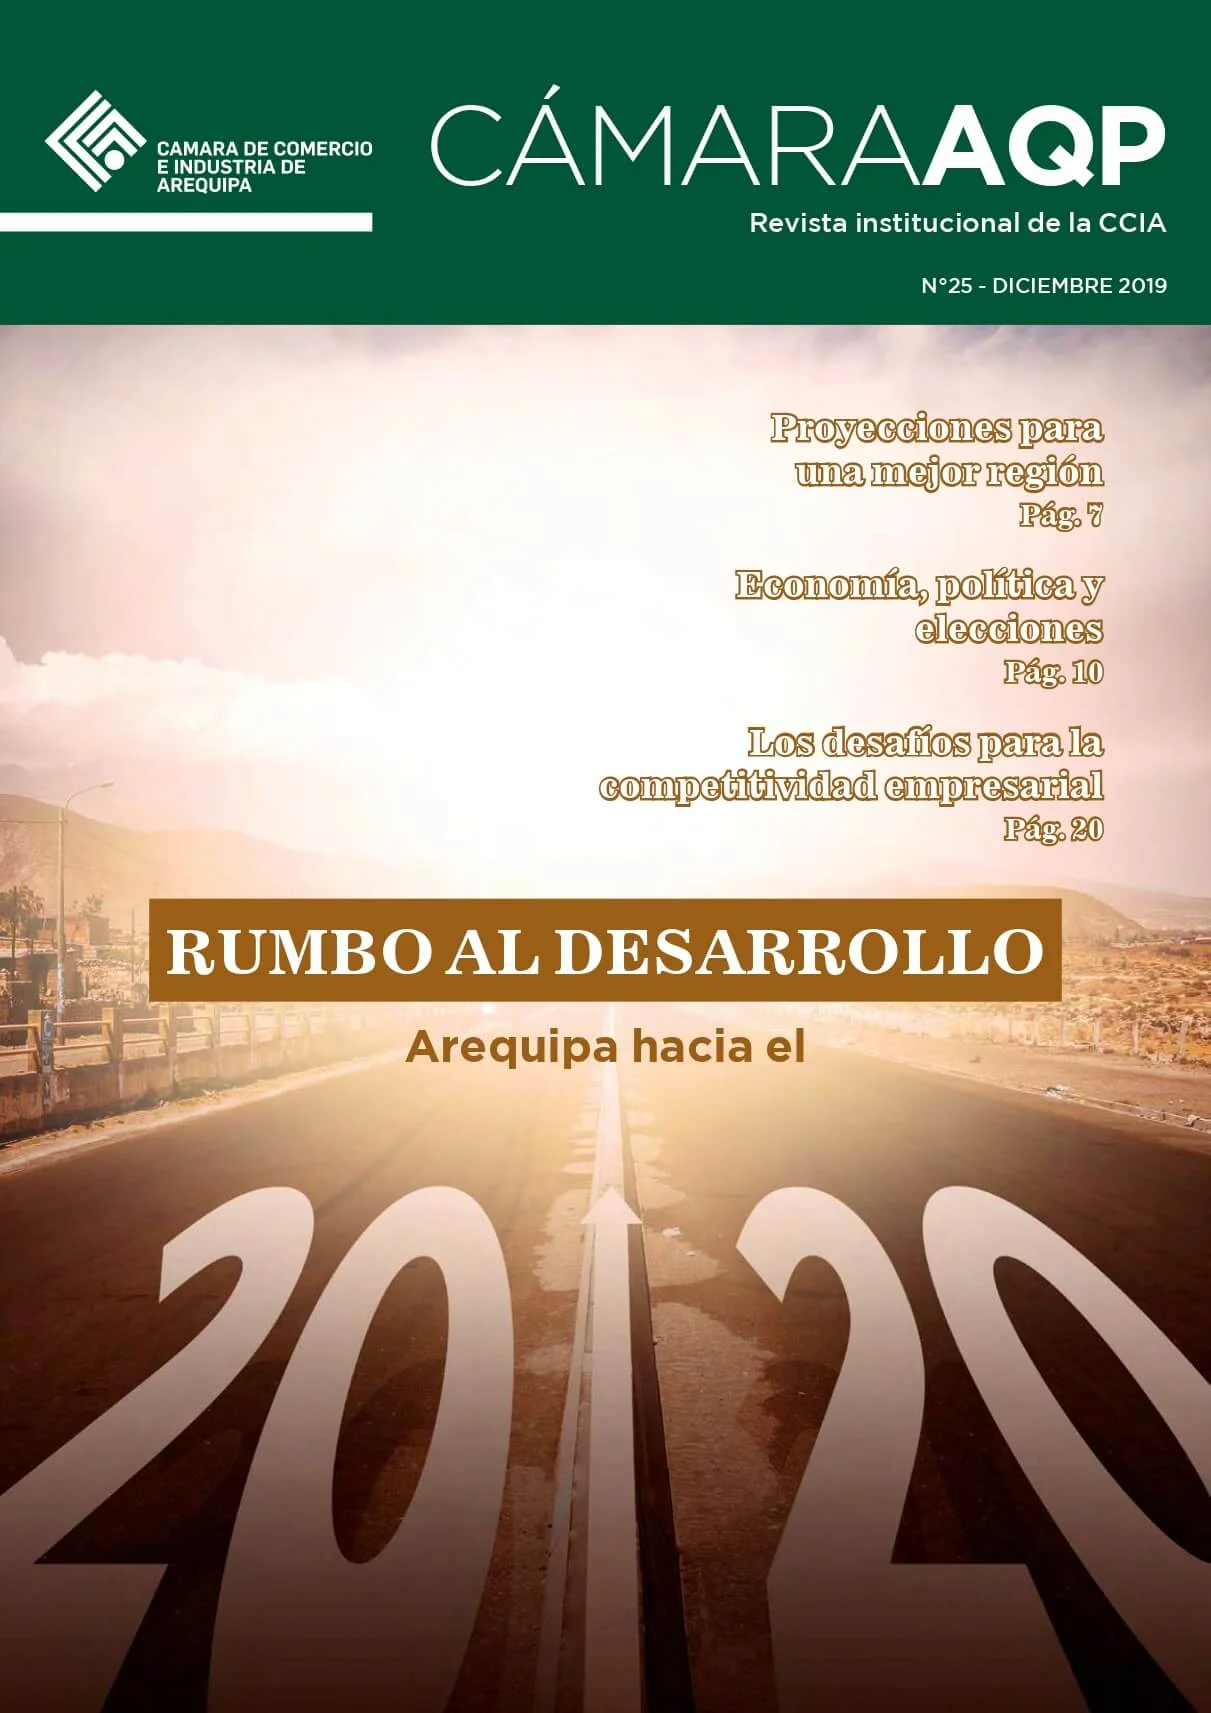 CAMARA DE COMERCIO
E INDUSTRIA DE
AREQUIPA
CÁMARAAQP
Revista institucional de la CCIA
N°25 - DICIEMBRE 2019
Proyecciones para
una mejor región
Pág. 7
Economía, política y
elecciones
Pág. 10
Los desafíos para la
competitividad empresarial
Pág. 20
RUMBO AL DESARROLLO
Arequipa hacia el
2020